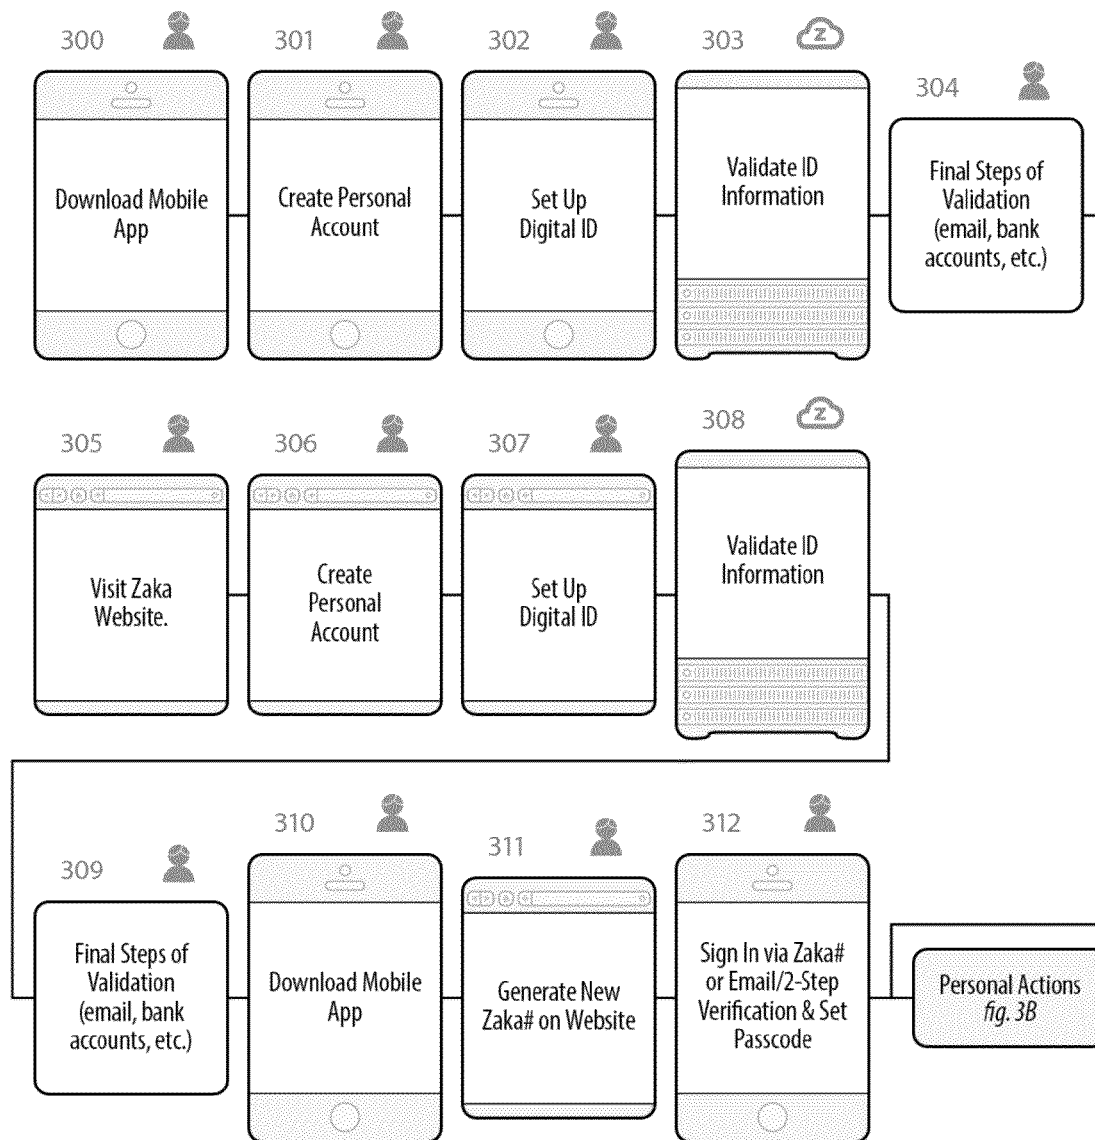 300
301
302
303
Z
304
Download Mobile
App
Create Personal
Account
Set Up
Digital ID
Validate ID
Information
Final Steps of
Validation
(email, bank
accounts, etc.)
305
306
307
308
Z
Visit Zaka
Website.
Create
Personal
Account
Set Up
Digital ID
Validate ID
Information
309
310
311
312
Final Steps of
Validation
(email, bank
accounts, etc.)
Download Mobile
App
Generate New
Zaka# on Website
Sign In via Zaka#
or Email/2-Step
Verification & Set
Passcode
Personal Actions
fig. 3B